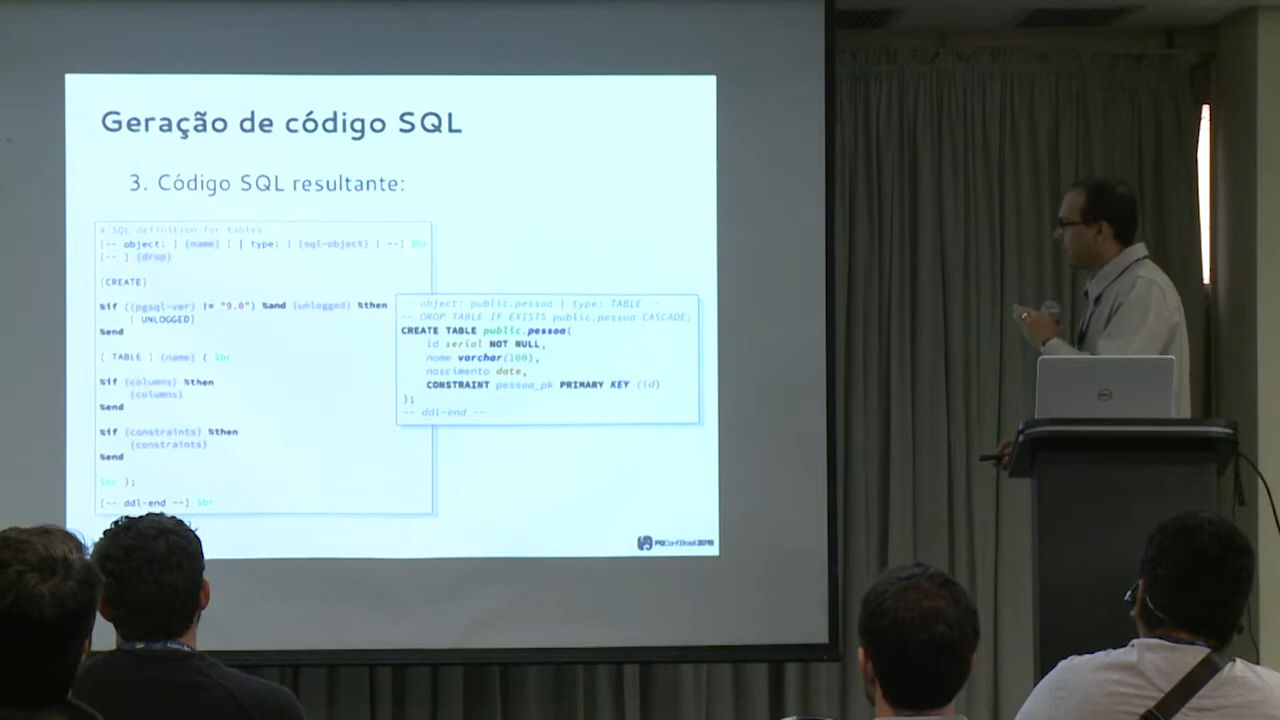 Geração de código SQL
3. Código SQL resultante:
# SQL definition for tables
[-- object: ] {name} [ | type: ] {sql-object} [ --] $br
[-- ] {drop}
[CREATE]
%if ({pgsql-ver} != "9.0") %and {unlogged} %then
[ UNLOGGED]
%end
[ TABLE ] {name} ( $br
%if {columns} %then
{columns}
%end
%if {constraints} %then
{constraints}
%end
$br );
[-- ddl-end --] $br
-- object: public.pessoa | type: TABLE --
-- DROP TABLE IF EXISTS public.pessoa CASCADE;
CREATE TABLE public.pessoa(
id serial NOT NULL,
nome varchar(100),
nascimento date,
CONSTRAINT pessoa_pk PRIMARY KEY (id)
);
-- ddl-end --
PGConf.Brasil 2018
DELL